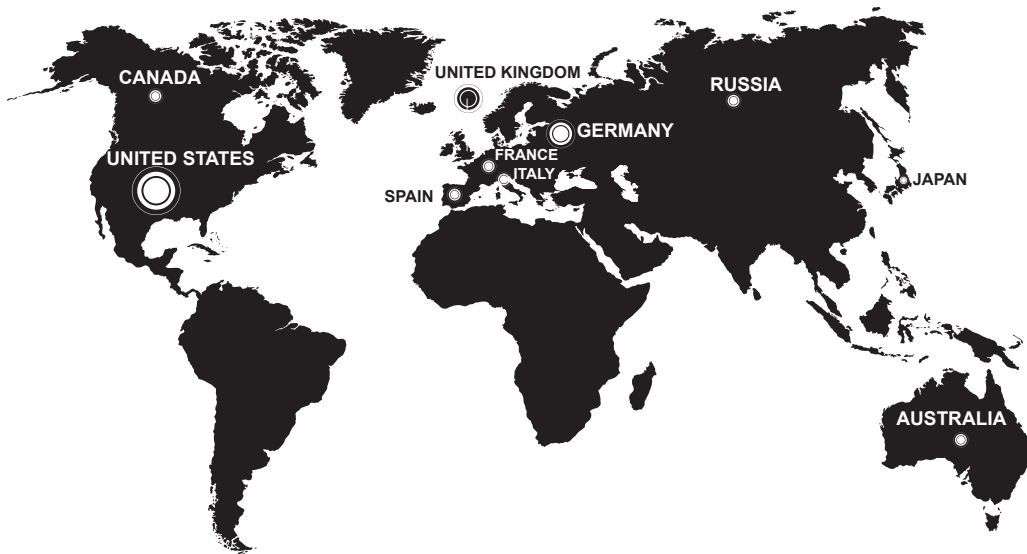 UNITED KINGDOM
CANADA
RUSSIA
GERMANY
FRANCE
UNITED STATES
ITALY
JAPAN
SPAIN
AUSTRALIA